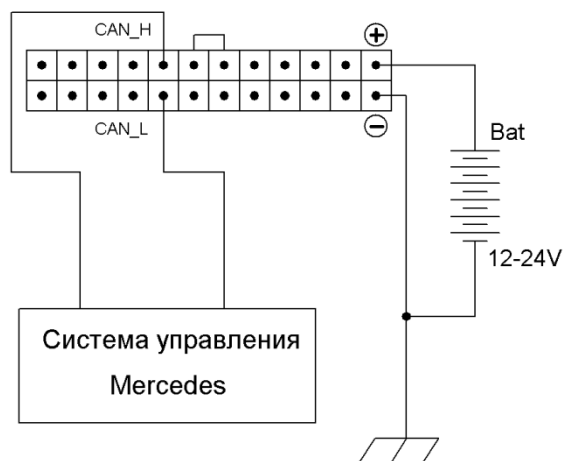 CAN_H
+
CAN_L
−
Bat
12-24V
Система управления
Mercedes